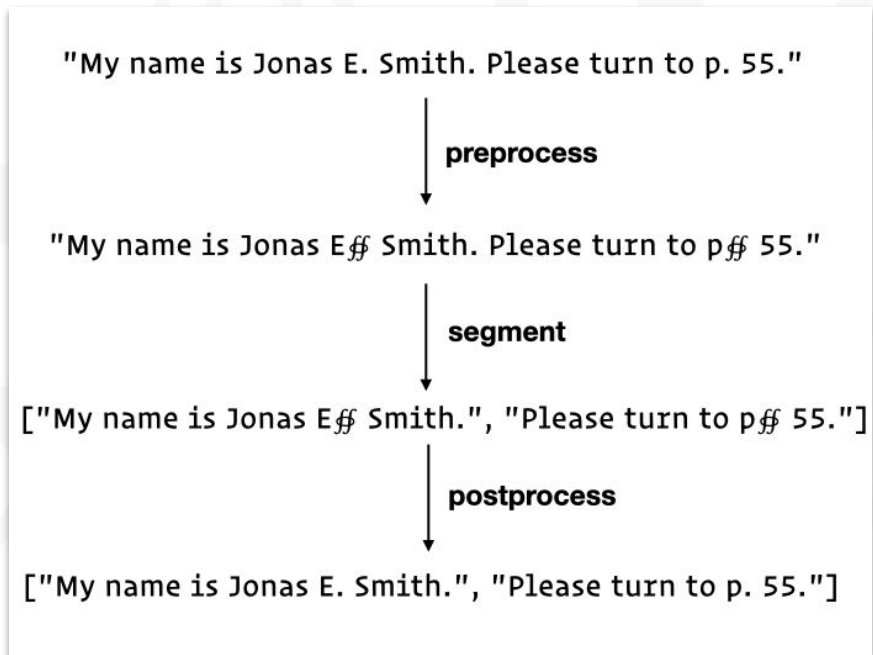 "My name is Jonas E. Smith. Please turn to p. 55."
preprocess
"My name is Jonas E∯ Smith. Please turn to p∯ 55."
segment
["My name is Jonas E∯ Smith.", "Please turn to p∯ 55."]
postprocess
["My name is Jonas E. Smith.", "Please turn to p. 55."]